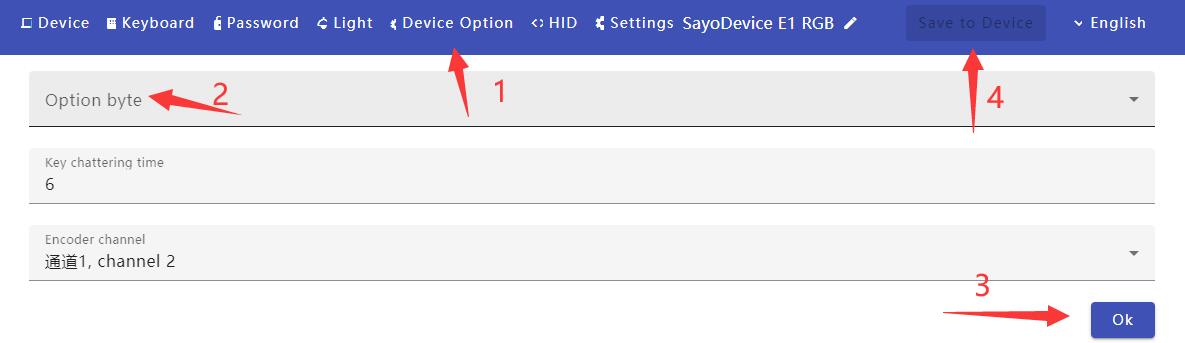 Device Keyboard Password Light Device Option HID Settings SayoDevice E1 RGB Save to Device English
1
2
4
Option byte
Key chattering time
6
Encoder channel
通道1, channel 2
3
Ok